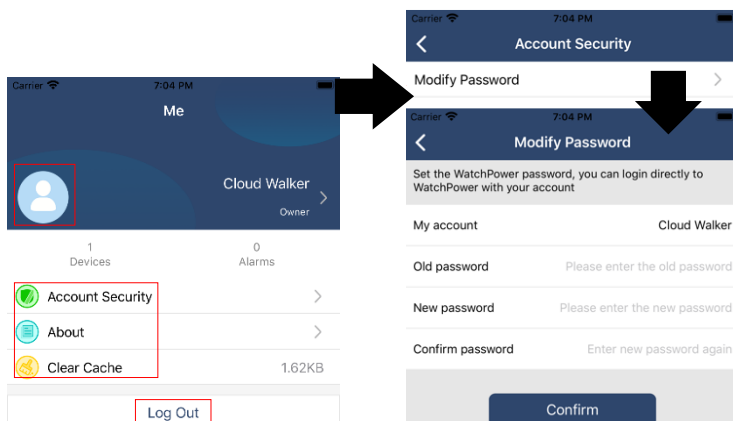 Carrier 7:04 PM
Me
Cloud Walker
Owner
1 0
Devices Alarms
Account Security
About
Clear Cache 1.62KB
Log Out
Carrier 7:04 PM
Account Security
Modify Password
Carrier 7:04 PM
Modify Password
Set the WatchPower password, you can login directly to
WatchPower with your account
My account Cloud Walker
Old password Please enter the old password
New password Please enter the new password
Confirm password Enter new password again
Confirm